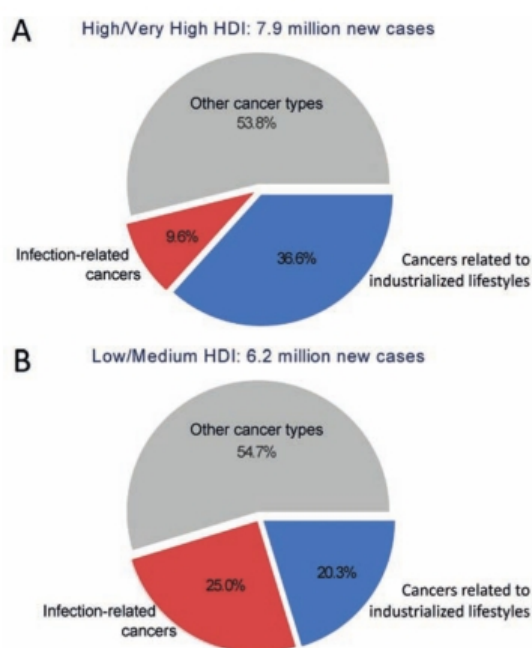 A
High/Very High HDI: 7.9 million new cases
Other cancer types
53.8%
9.6%
Infection-related
cancers
36.6%
Cancers related to
industrialized lifestyles
B
Low/Medium HDI: 6.2 million new cases
Other cancer types
54.7%
25.0%
20.3%
Infection-related
cancers
Cancers related to
industrialized lifestyles